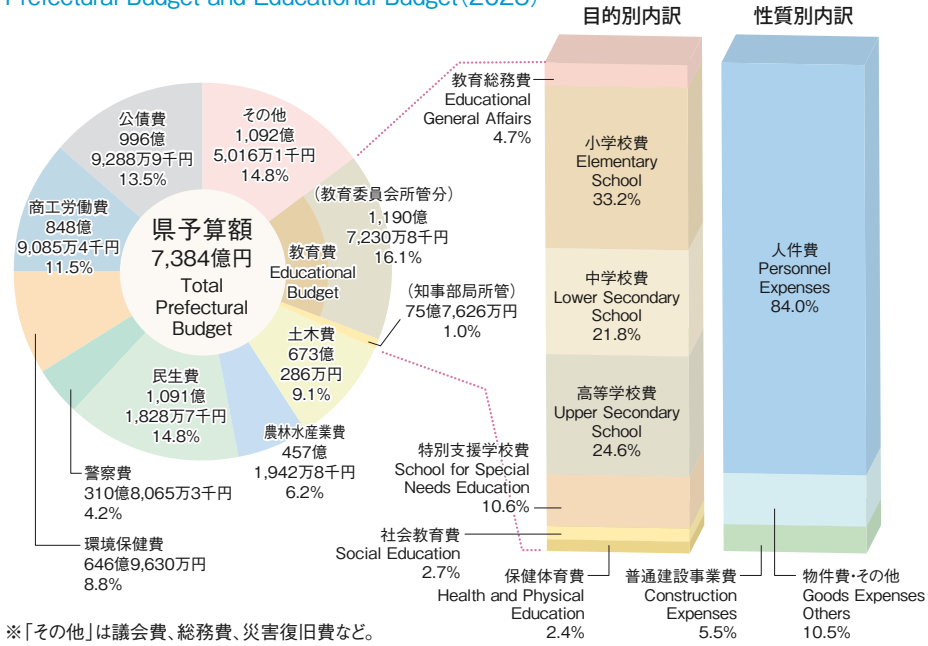 Prefectural Budget and Educational Budget(2023)
目的別内訳
性質別内訳
公債費
996億
9,288万9千円
13.5%
その他
1,092億
5,016万1千円
14.8%
商工労働費
848億
9,085万4千円
11.5%
県予算額
7,384億円
Total
Prefectural
Budget
教育費
Educational
Budget
(教育委員会所管分)
1,190億
7,230万8千円
16.1%
(知事部局所管)
75億7,626万円
1.0%
土木費
673億
286万円
9.1%
民生費
1,091億
1,828万7千円
14.8%
農林水産業費
457億
1,942万8千円
6.2%
警察費
310億8,065万3千円
4.2%
環境保健費
646億9,630万円
8.8%
教育総務費
Educational
General Affairs
4.7%
小学校費
Elementary
School
33.2%
中学校費
Lower Secondary
School
21.8%
高等学校費
Upper Secondary
School
24.6%
特別支援学校費
School for Special
Needs Education
10.6%
社会教育費
Social Education
2.7%
保健体育費
Health and Physical
Education
2.4%
人件費
Personnel
Expenses
84.0%
普通建設事業費
Construction
Expenses
5.5%
物件費・その他
Goods Expenses
Others
10.5%
※「その他」は議会費、総務費、災害復旧費など。